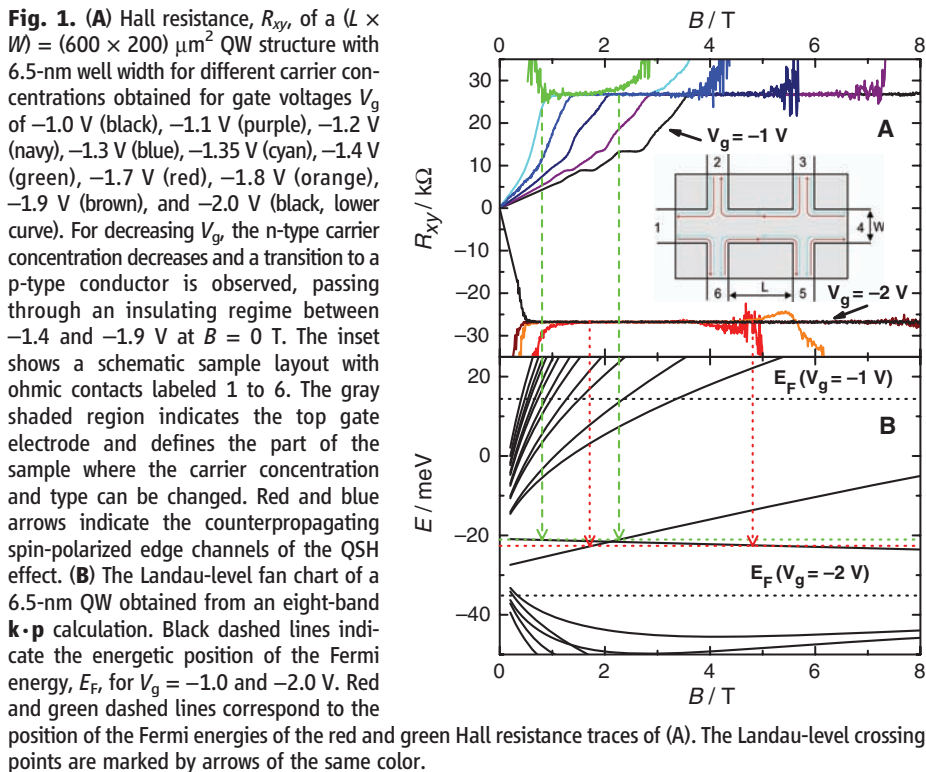 Fig. 1. (A) Hall resistance, Rxy, of a (L ×
W) = (600 × 200) μm² QW structure with
6.5-nm well width for different carrier con-
centrations obtained for gate voltages Vg
of −1.0 V (black), −1.1 V (purple), −1.2 V
(navy), −1.3 V (blue), −1.35 V (cyan), −1.4 V
(green), −1.7 V (red), −1.8 V (orange),
−1.9 V (brown), and −2.0 V (black, lower
curve). For decreasing Vg, the n-type carrier
concentration decreases and a transition to a
p-type conductor is observed, passing
through an insulating regime between
−1.4 and −1.9 V at B = 0 T. The inset
shows a schematic sample layout with
ohmic contacts labeled 1 to 6. The gray
shaded region indicates the top gate
electrode and defines the part of the
sample where the carrier concentration
and type can be changed. Red and blue
arrows indicate the counterpropagating
spin-polarized edge channels of the QSH
effect. (B) The Landau-level fan chart of a
6.5-nm QW obtained from an eight-band
k·p calculation. Black dashed lines indi-
cate the energetic position of the Fermi
energy, EF, for Vg = −1.0 and −2.0 V. Red
and green dashed lines correspond to the
position of the Fermi energies of the red and green Hall resistance traces of (A). The Landau-level crossing
points are marked by arrows of the same color.
B / T
0 2 4 6 8
30
20
10
0
−10
−20
−30
Rxy / kΩ
A
Vg = −1 V
2 3
1 4 W
L
6 5
Vg = −2 V
20
0
−20
−40
E / meV
EF (Vg = −1 V)
B
EF (Vg = −2 V)
0 2 4 6 8
B / T